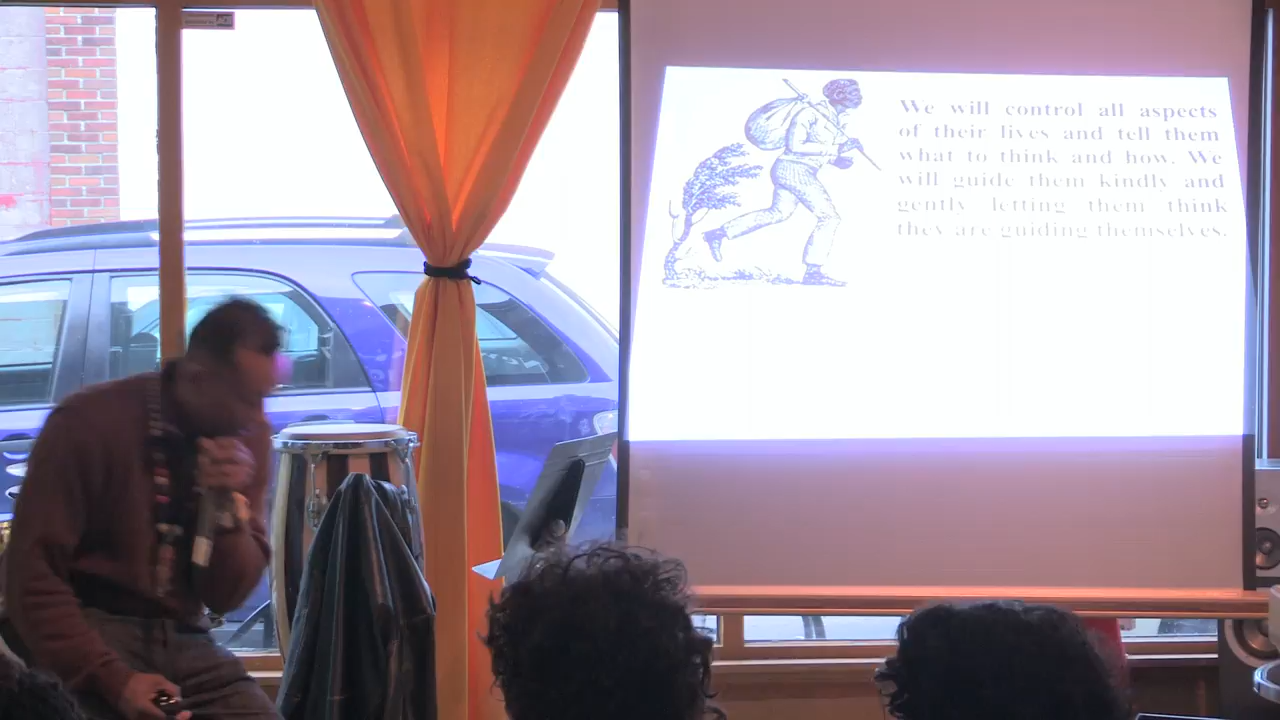 We will control all aspects
of their lives and tell them
what to think and how. We
will guide them kindly and
gently letting them think
they are guiding themselves.